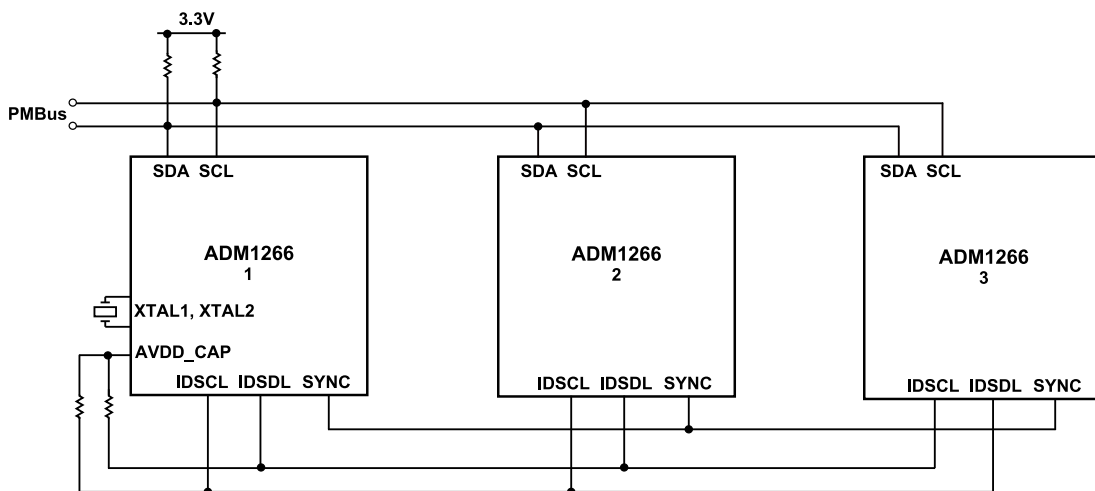 3.3V
PMBus
SDA SCL
SDA SCL
SDA SCL
ADM1266
1
ADM1266
2
ADM1266
3
XTAL1, XTAL2
AVDD_CAP
IDSCL IDSDL SYNC
IDSCL IDSDL SYNC
IDSCL IDSDL SYNC